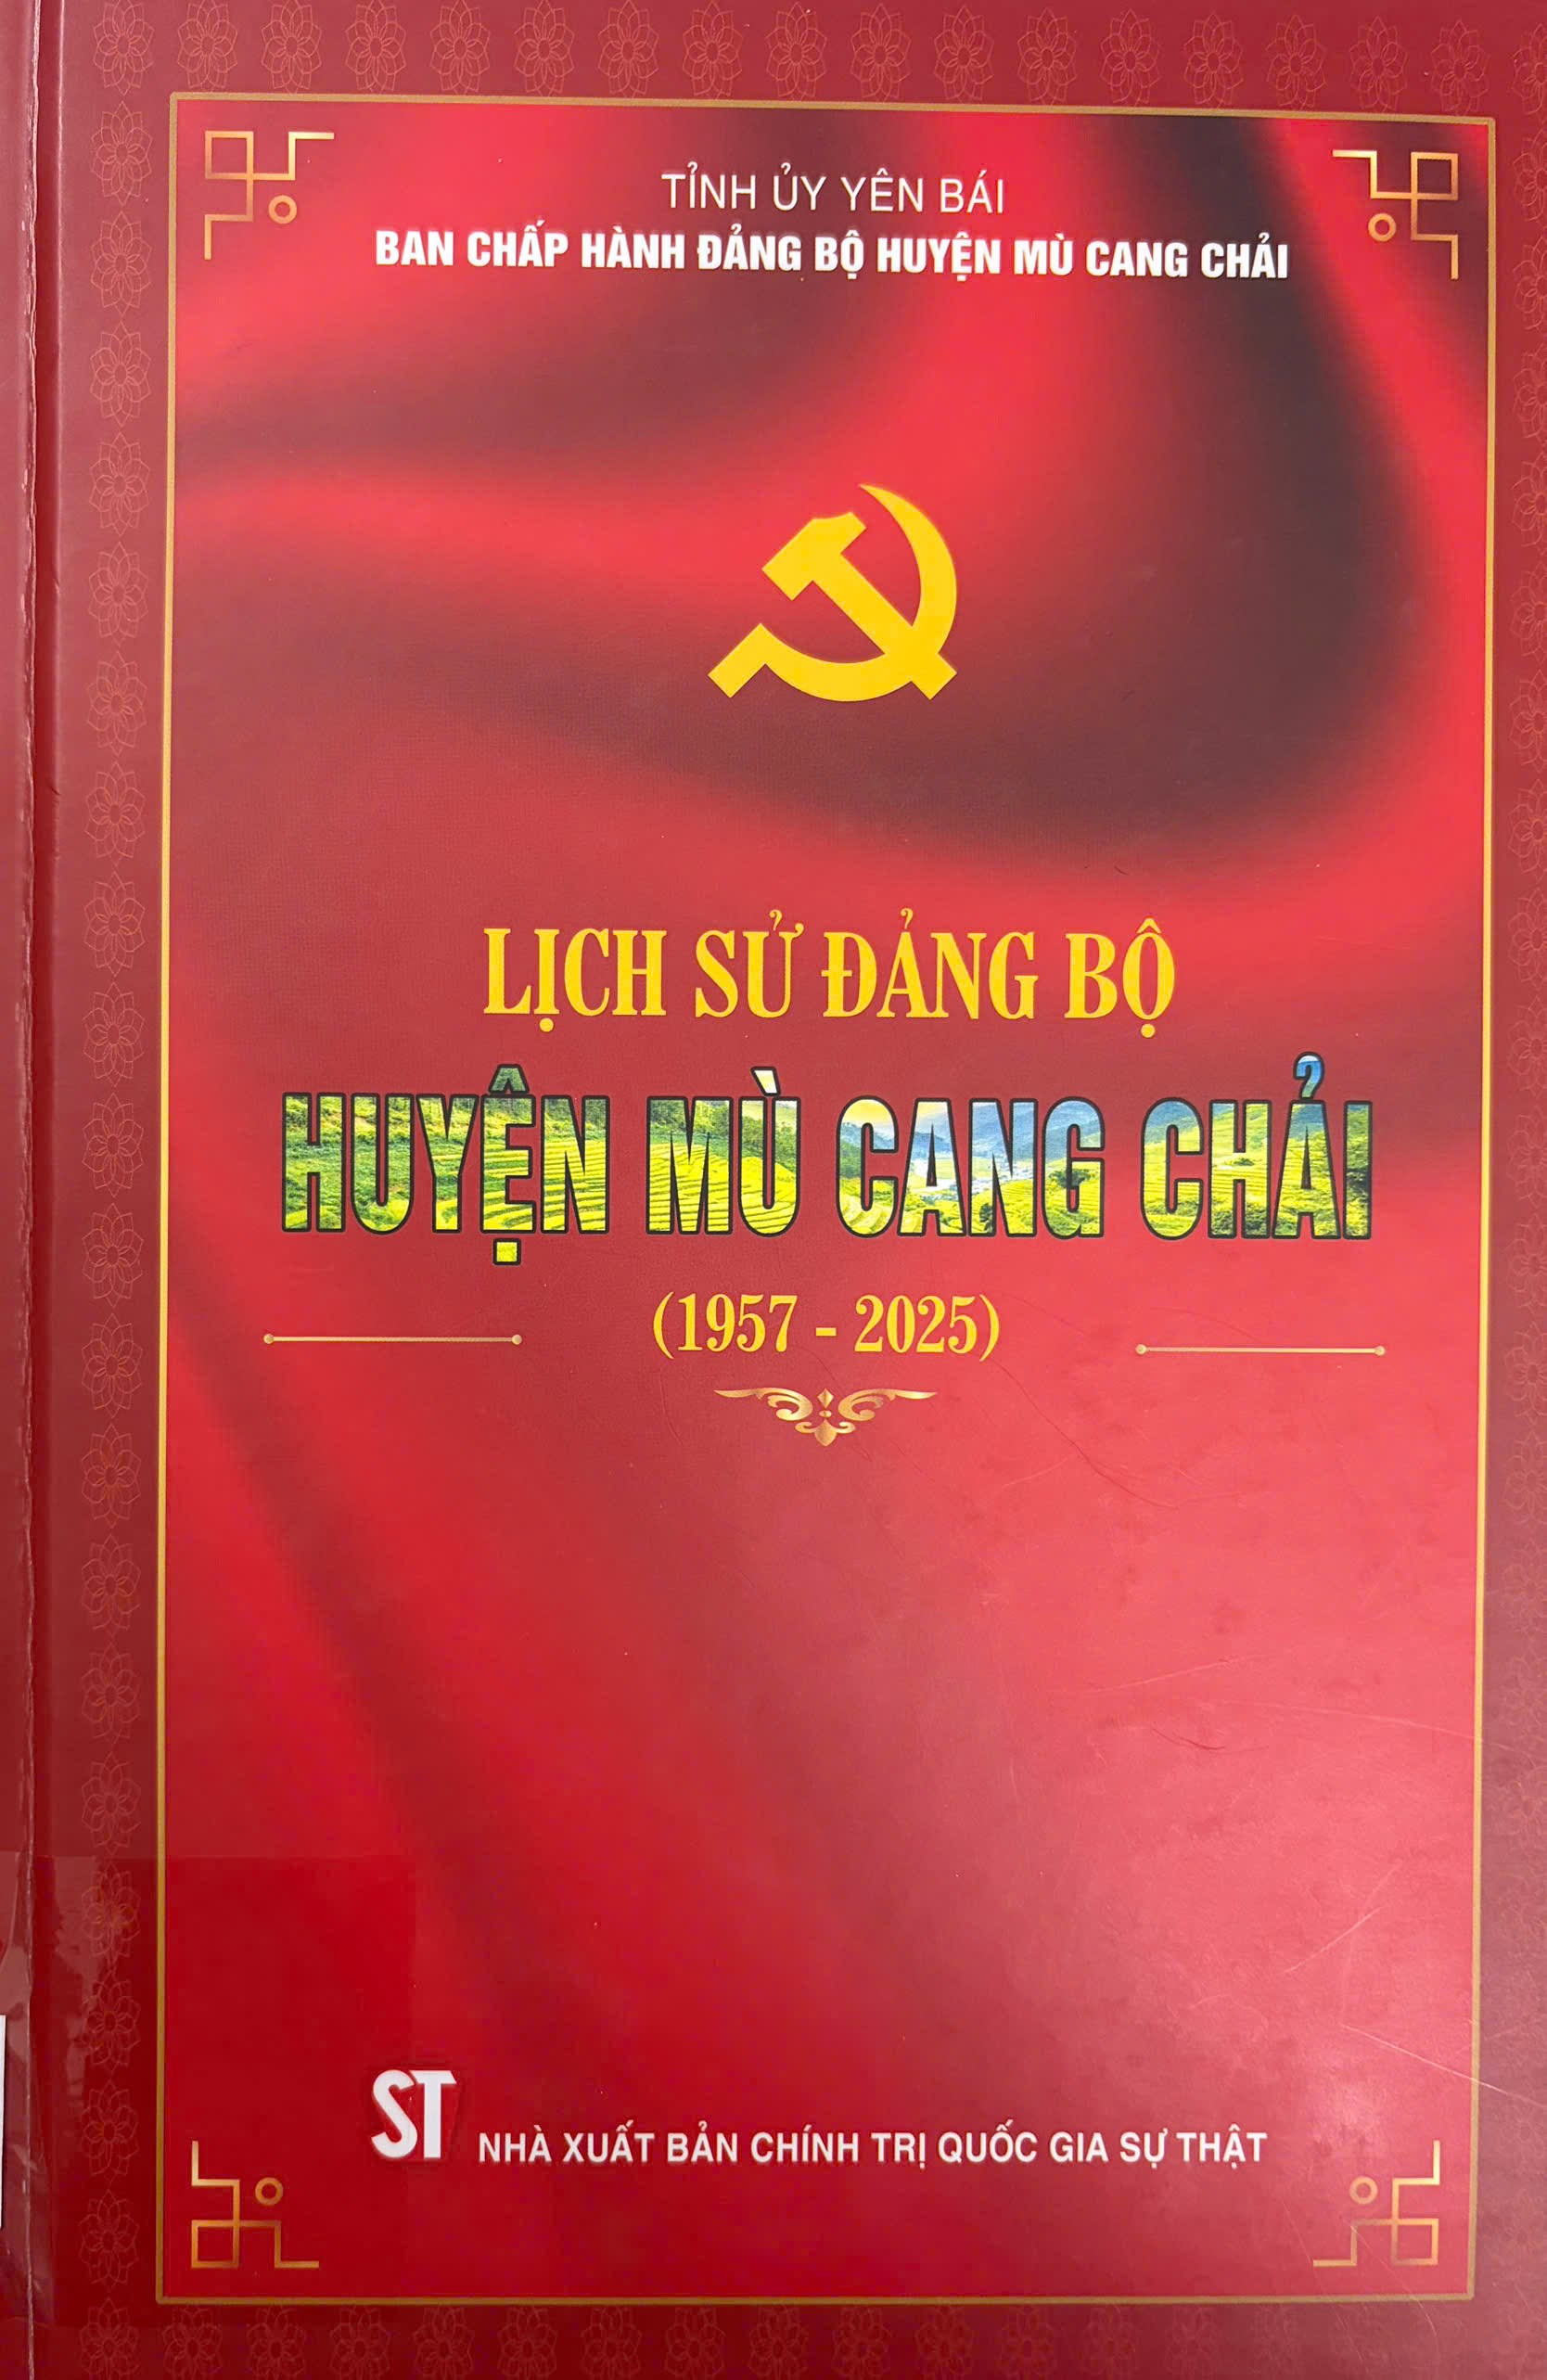 TỈNH ỦY YÊN BÁI
BAN CHẤP HÀNH ĐẢNG BỘ HUYỆN MÙ CANG CHẢI
LỊCH SỬ ĐẢNG BỘ
HUYỆN MÙ CANG CHẢI
(1957 - 2025)
ST NHÀ XUẤT BẢN CHÍNH TRỊ QUỐC GIA SỰ THẬT